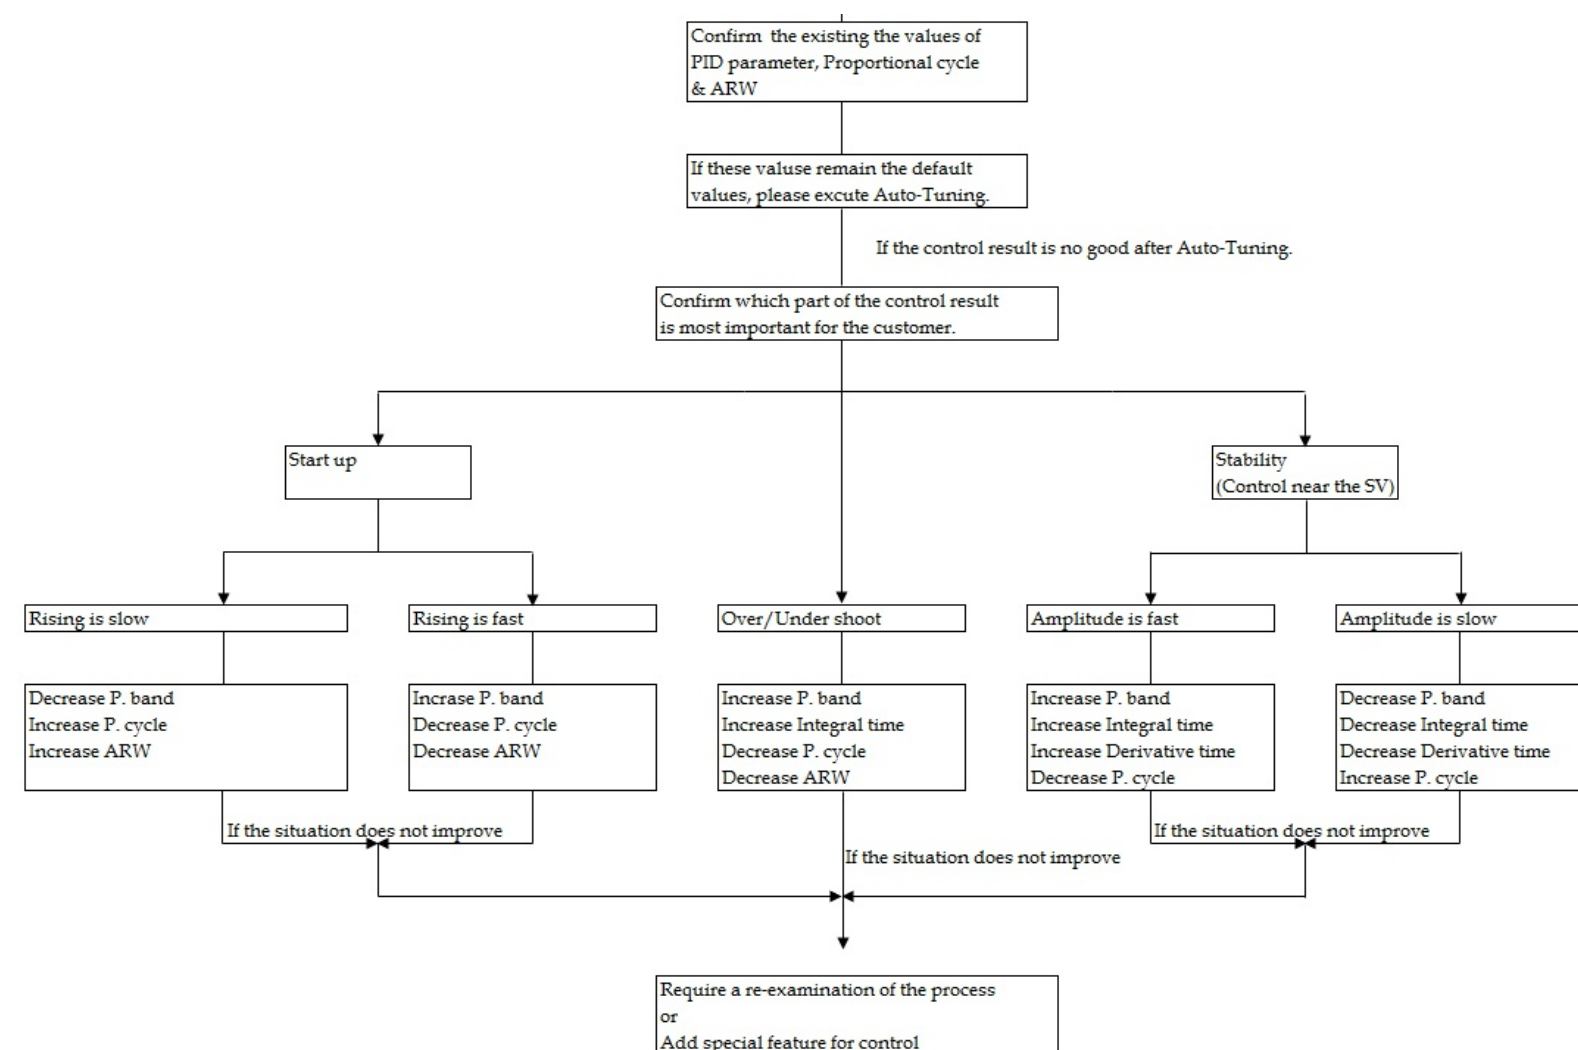 Confirm  the existing the values of
PID parameter, Proportional cycle
& ARW
If these valuse remain the default
values, please excute Auto-Tuning.
If the control result is no good after Auto-Tuning.
Confirm which part of the control result
is most important for the customer.
Start up
Stability
(Control near the SV)
Rising is slow
Rising is fast
Over/Under shoot
Amplitude is fast
Amplitude is slow
Decrease P. band
Increase P. cycle
Increase ARW
Incrase P. band
Decrease P. cycle
Decrease ARW
Increase P. band
Increase Integral time
Decrease P. cycle
Decrease ARW
Increase P. band
Increase Integral time
Increase Derivative time
Decrease P. cycle
Decrease P. band
Decrease Integral time
Decrease Derivative time
Increase P. cycle
If the situation does not improve
If the situation does not improve
If the situation does not improve
Require a re-examination of the process
or
Add special feature for control